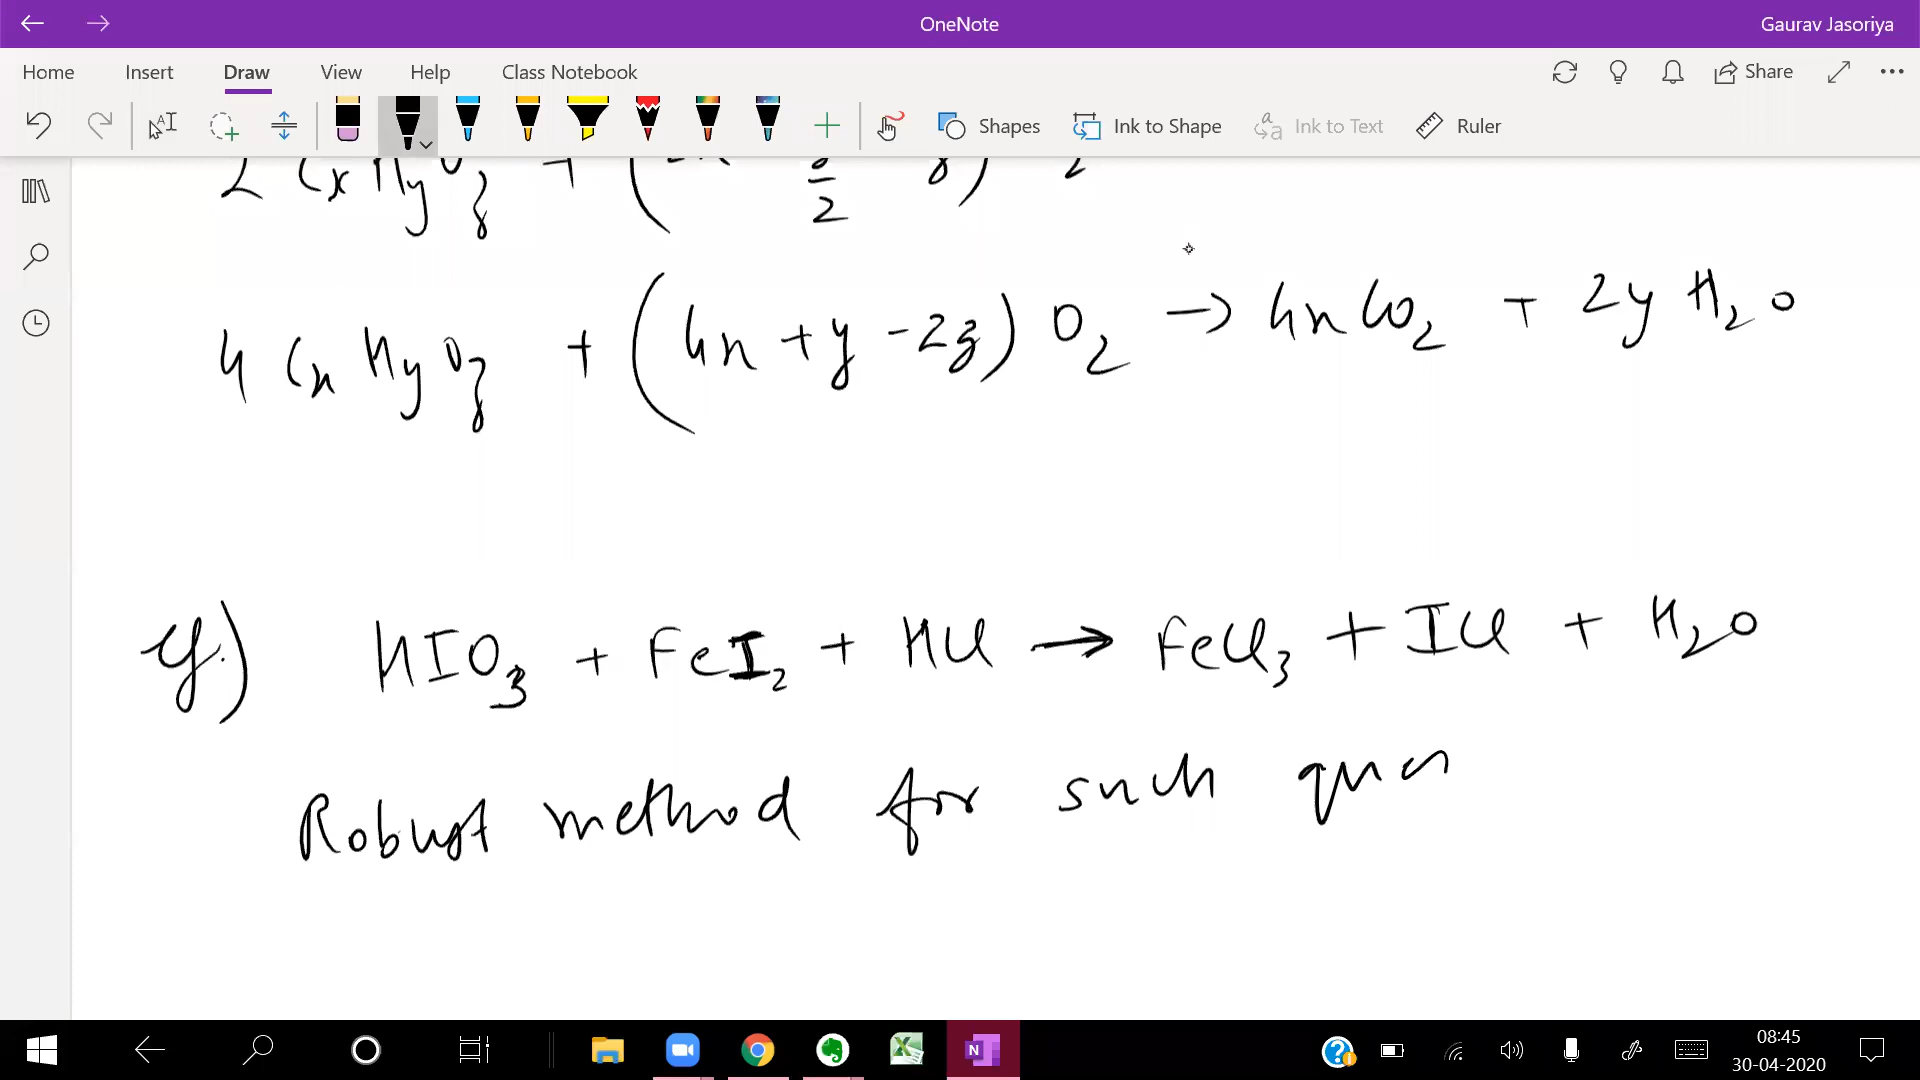 OneNote
Gaurav Jasoriya
Home Insert Draw View Help Class Notebook
Share
Shapes Ink to Shape Ink to Text Ruler
4 CxHyOz + (4x + y - 2z) O2 → 4x CO2 + 2y H2O
eg.) HIO3 + FeI2 + HCl → FeCl3 + ICl + H2O
Robust method for such ques
08:45
30-04-2020